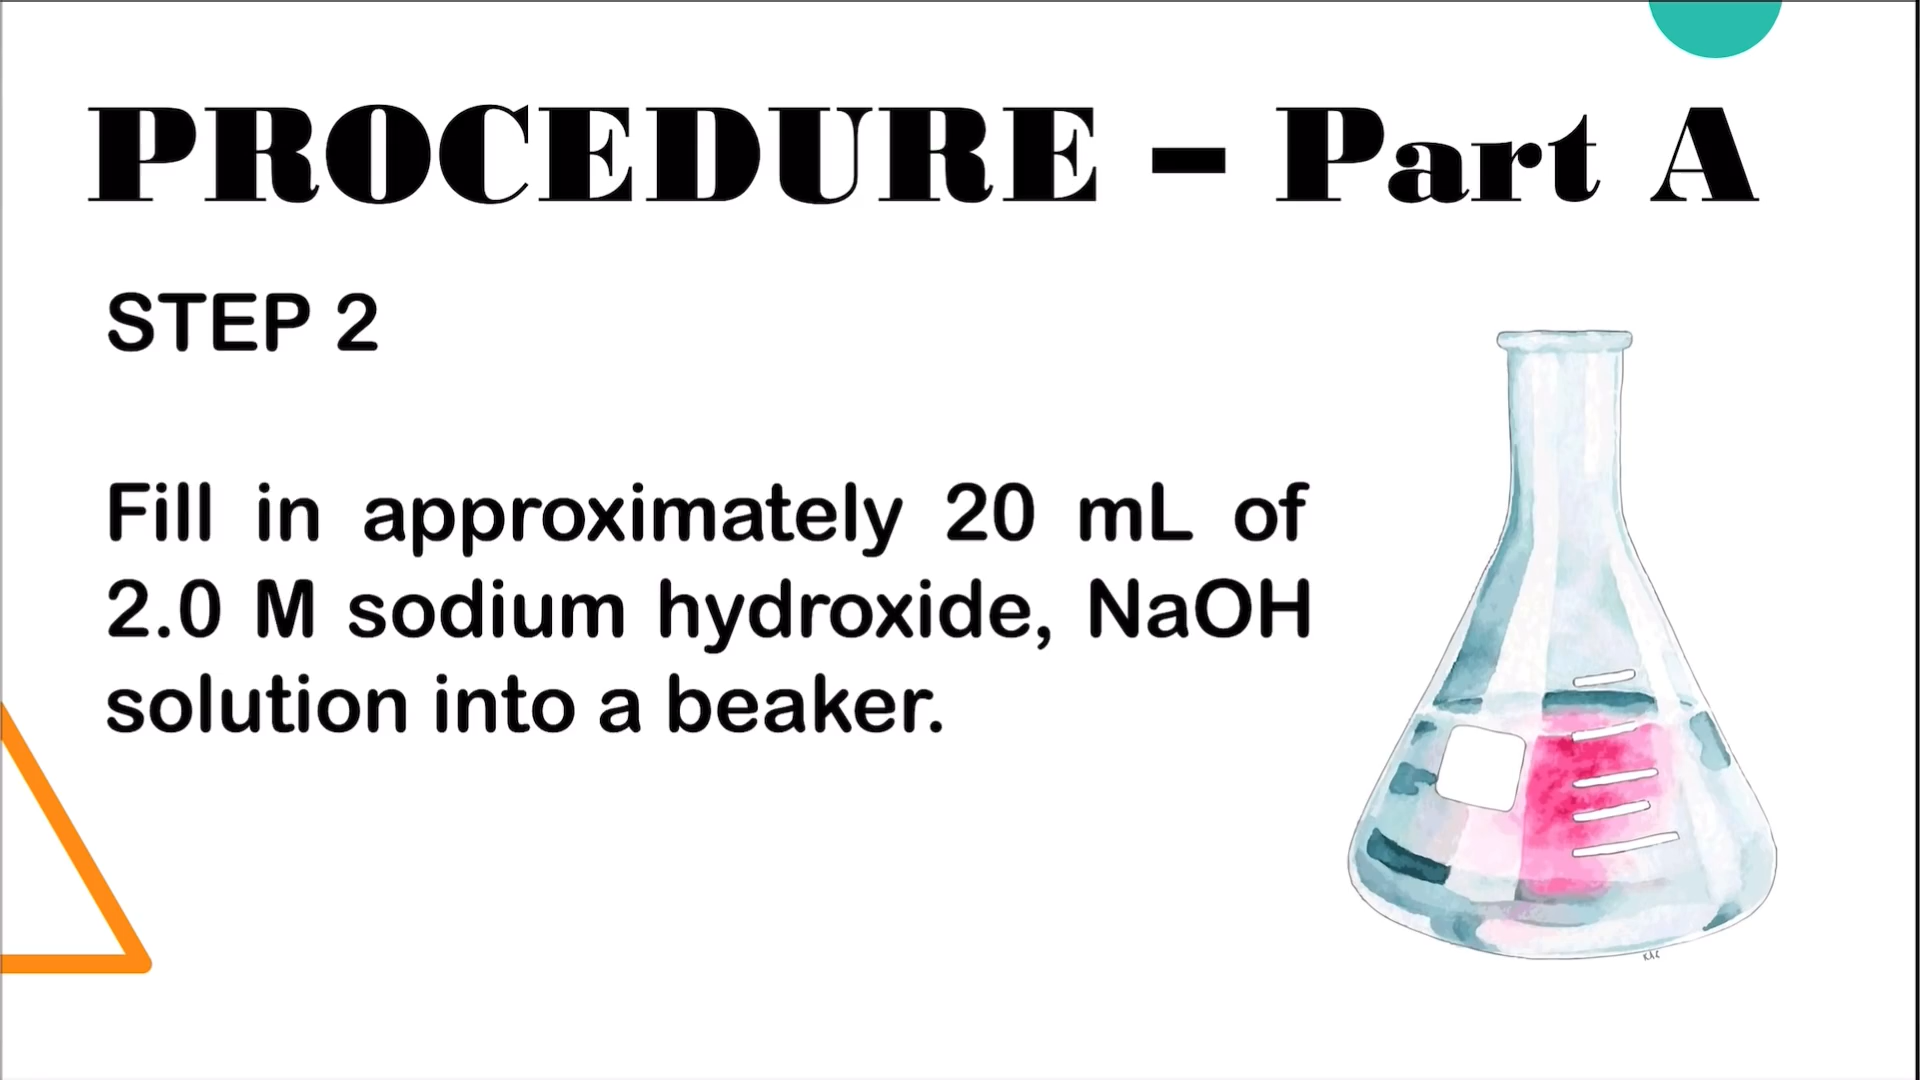 PROCEDURE – Part A
STEP 2
Fill in approximately 20 mL of
2.0 M sodium hydroxide, NaOH
solution into a beaker.